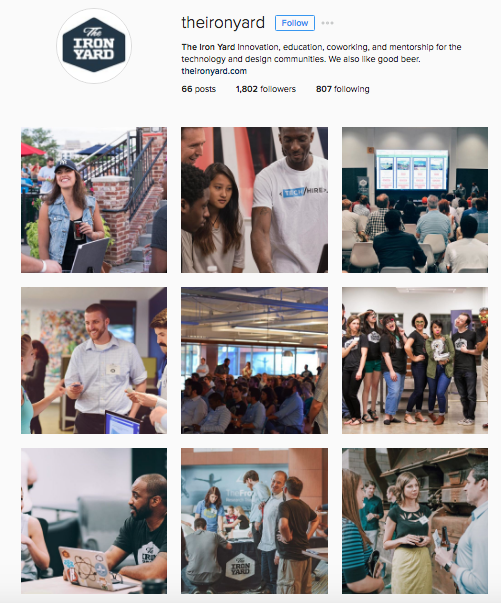 The
IRON
YARD
theironyard Follow
The Iron Yard Innovation, education, coworking, and mentorship for the
technology and design communities. We also like good beer.
theironyard.com
66 posts 1,802 followers 807 following
TECH/HIRE
The
IRON
YARD